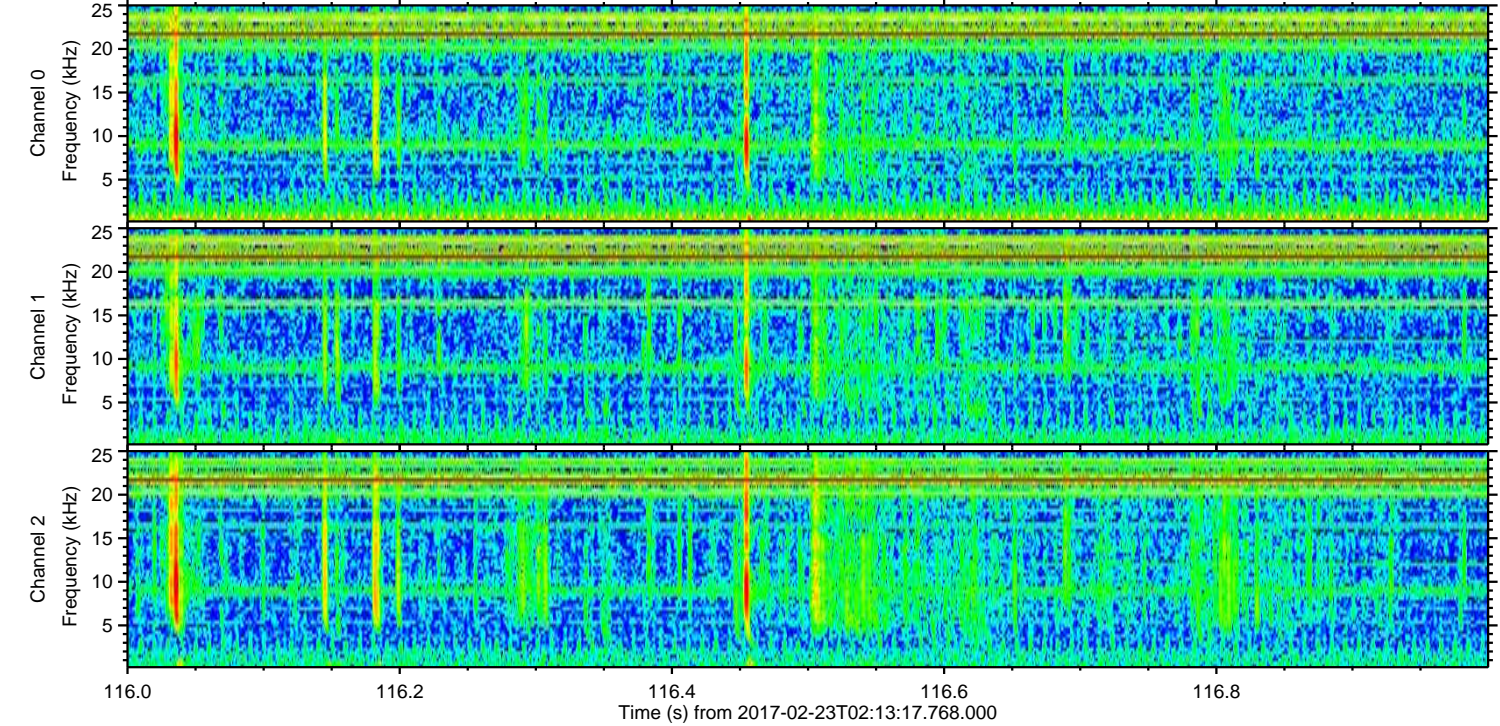 Channel 0
Frequency (kHz)
25
20
15
10
5
Channel 1
Frequency (kHz)
25
20
15
10
5
Channel 2
Frequency (kHz)
25
20
15
10
5
116.0 116.2 116.4 116.6 116.8
Time (s) from 2017-02-23T02:13:17.768.000